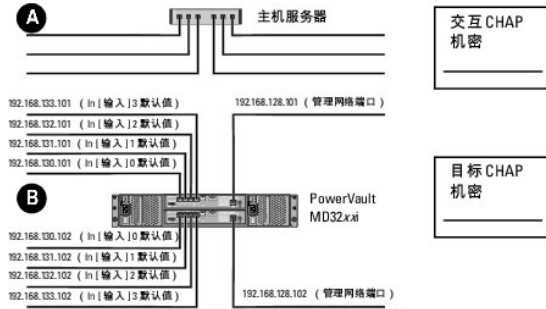 A
主机服务器
交互 CHAP
机密
192.168.133.101 ( In [ 输入 ] 3 默认值 )
192.168.128.101 ( 管理网络端口 )
192.168.132.101 ( In [ 输入 ] 2 默认值 )
192.168.131.101 ( In [ 输入 ] 1 默认值 )
192.168.130.101 ( In [ 输入 ] 0 默认值 )
目标 CHAP
机密
B
PowerVault
MD32xxi
192.168.130.102 ( In [ 输入 ] 0 默认值 )
192.168.131.102 ( In [ 输入 ] 1 默认值 )
192.168.132.102 ( In [ 输入 ] 2 默认值 )
192.168.133.102 ( In [ 输入 ] 3 默认值 )
192.168.128.102 ( 管理网络端口 )